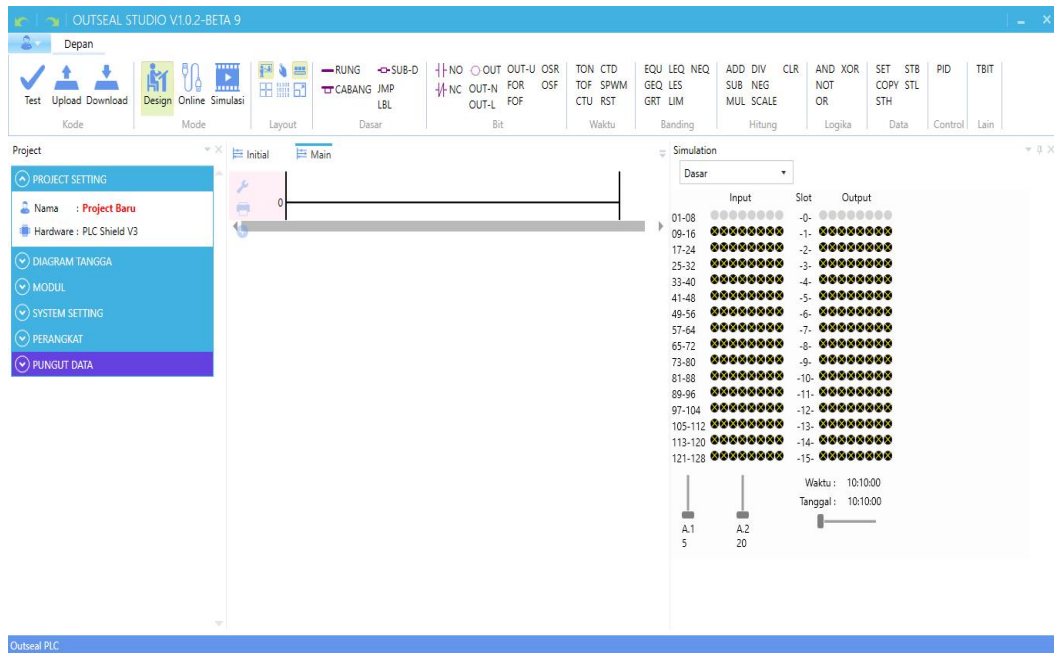 OUTSEAL STUDIO V.1.0.2-BETA 9
Depan
Test Upload Download
Kode
Design Online Simulasi
Mode
Layout
RUNG SUB-D
CABANG JMP
LBL
Dasar
NO OUT OUT-U OSR
NC OUT-N FOR OSF
OUT-L FOF
Bit
TON CTD
TOF SPWM
CTU RST
Waktu
EQU LEQ NEQ
GEQ LES
GRT LIM
Banding
ADD DIV CLR
SUB NEG
MUL SCALE
Hitung
AND XOR
NOT
OR
Logika
SET STB
COPY STL
STH
Data
PID
Control
TBIT
Lain
Project
PROJECT SETTING
Nama : Project Baru
Hardware : PLC Shield V3
DIAGRAM TANGGA
MODUL
SYSTEM SETTING
PERANGKAT
PUNGUT DATA
Initial Main
0
Simulation
Dasar
Input Slot Output
01-08 -0-
09-16 -1-
17-24 -2-
25-32 -3-
33-40 -4-
41-48 -5-
49-56 -6-
57-64 -7-
65-72 -8-
73-80 -9-
81-88 -10-
89-96 -11-
97-104 -12-
105-112 -13-
113-120 -14-
121-128 -15-
Waktu : 10:10:00
Tanggal : 10:10:00
A.1 A.2
5 20
Outseal PLC